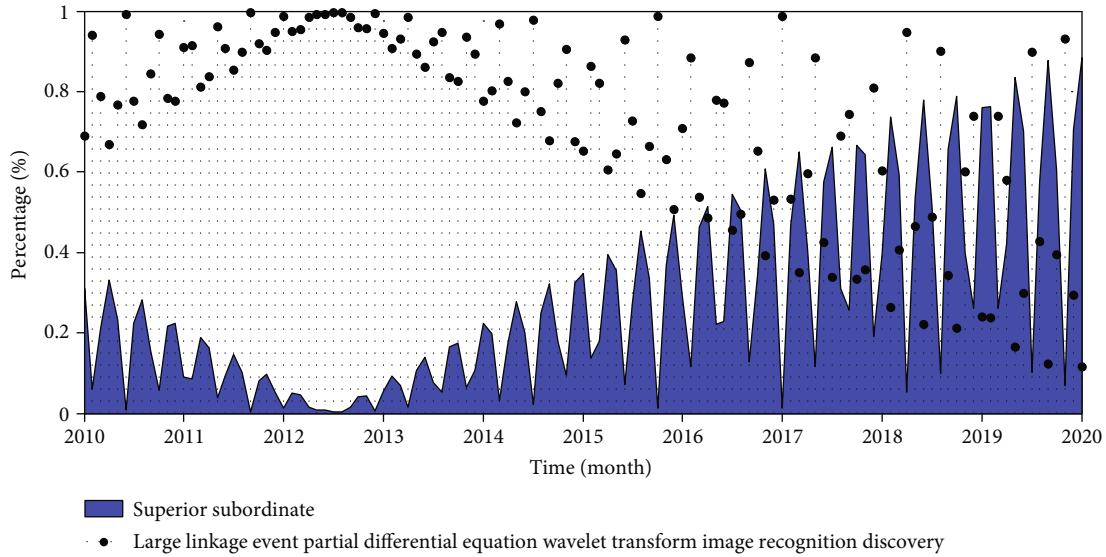 1
0.8
0.6
0.4
0.2
0
Percentage (%)
2010 2011 2012 2013 2014 2015 2016 2017 2018 2019 2020
Time (month)
Superior subordinate
Large linkage event partial differential equation wavelet transform image recognition discovery